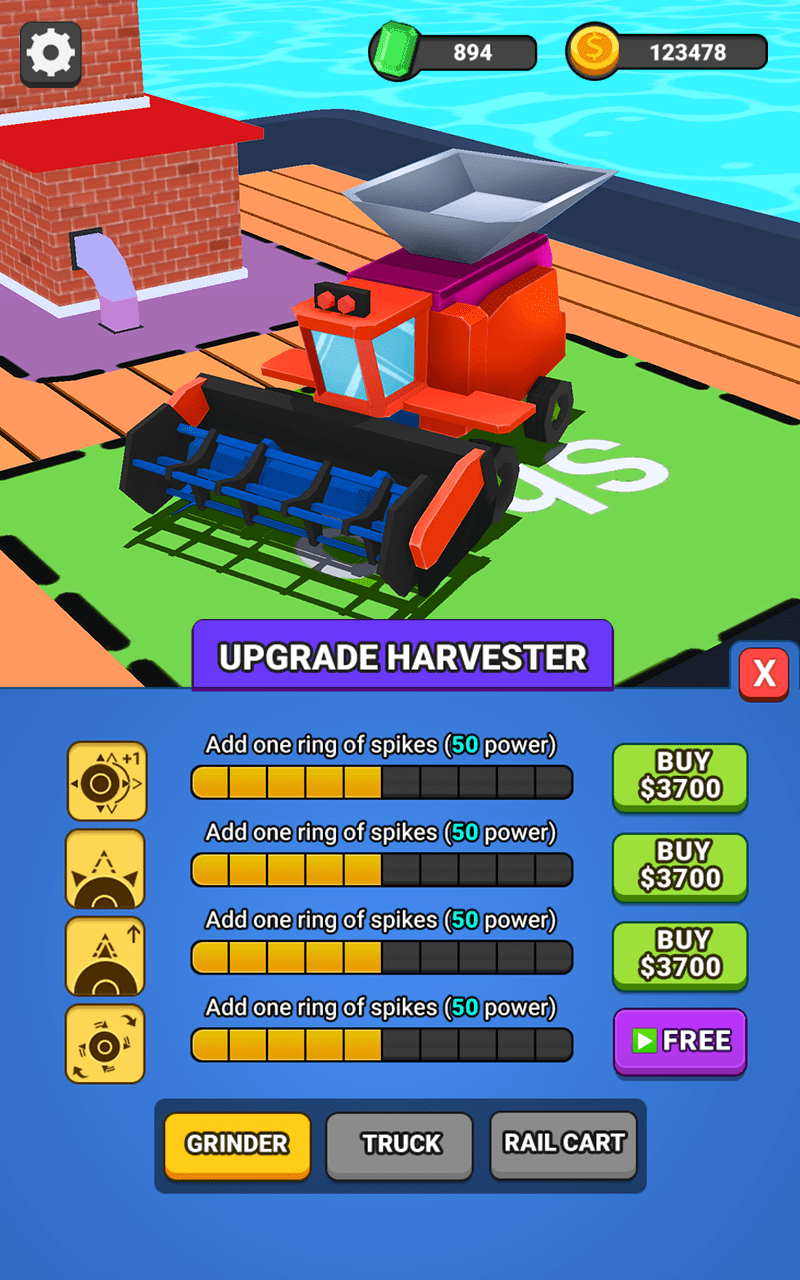 894
123478
UPGRADE HARVESTER
X
Add one ring of spikes (50 power)
+1
BUY
$3700
Add one ring of spikes (50 power)
BUY
$3700
Add one ring of spikes (50 power)
BUY
$3700
Add one ring of spikes (50 power)
FREE
GRINDER
TRUCK
RAIL CART